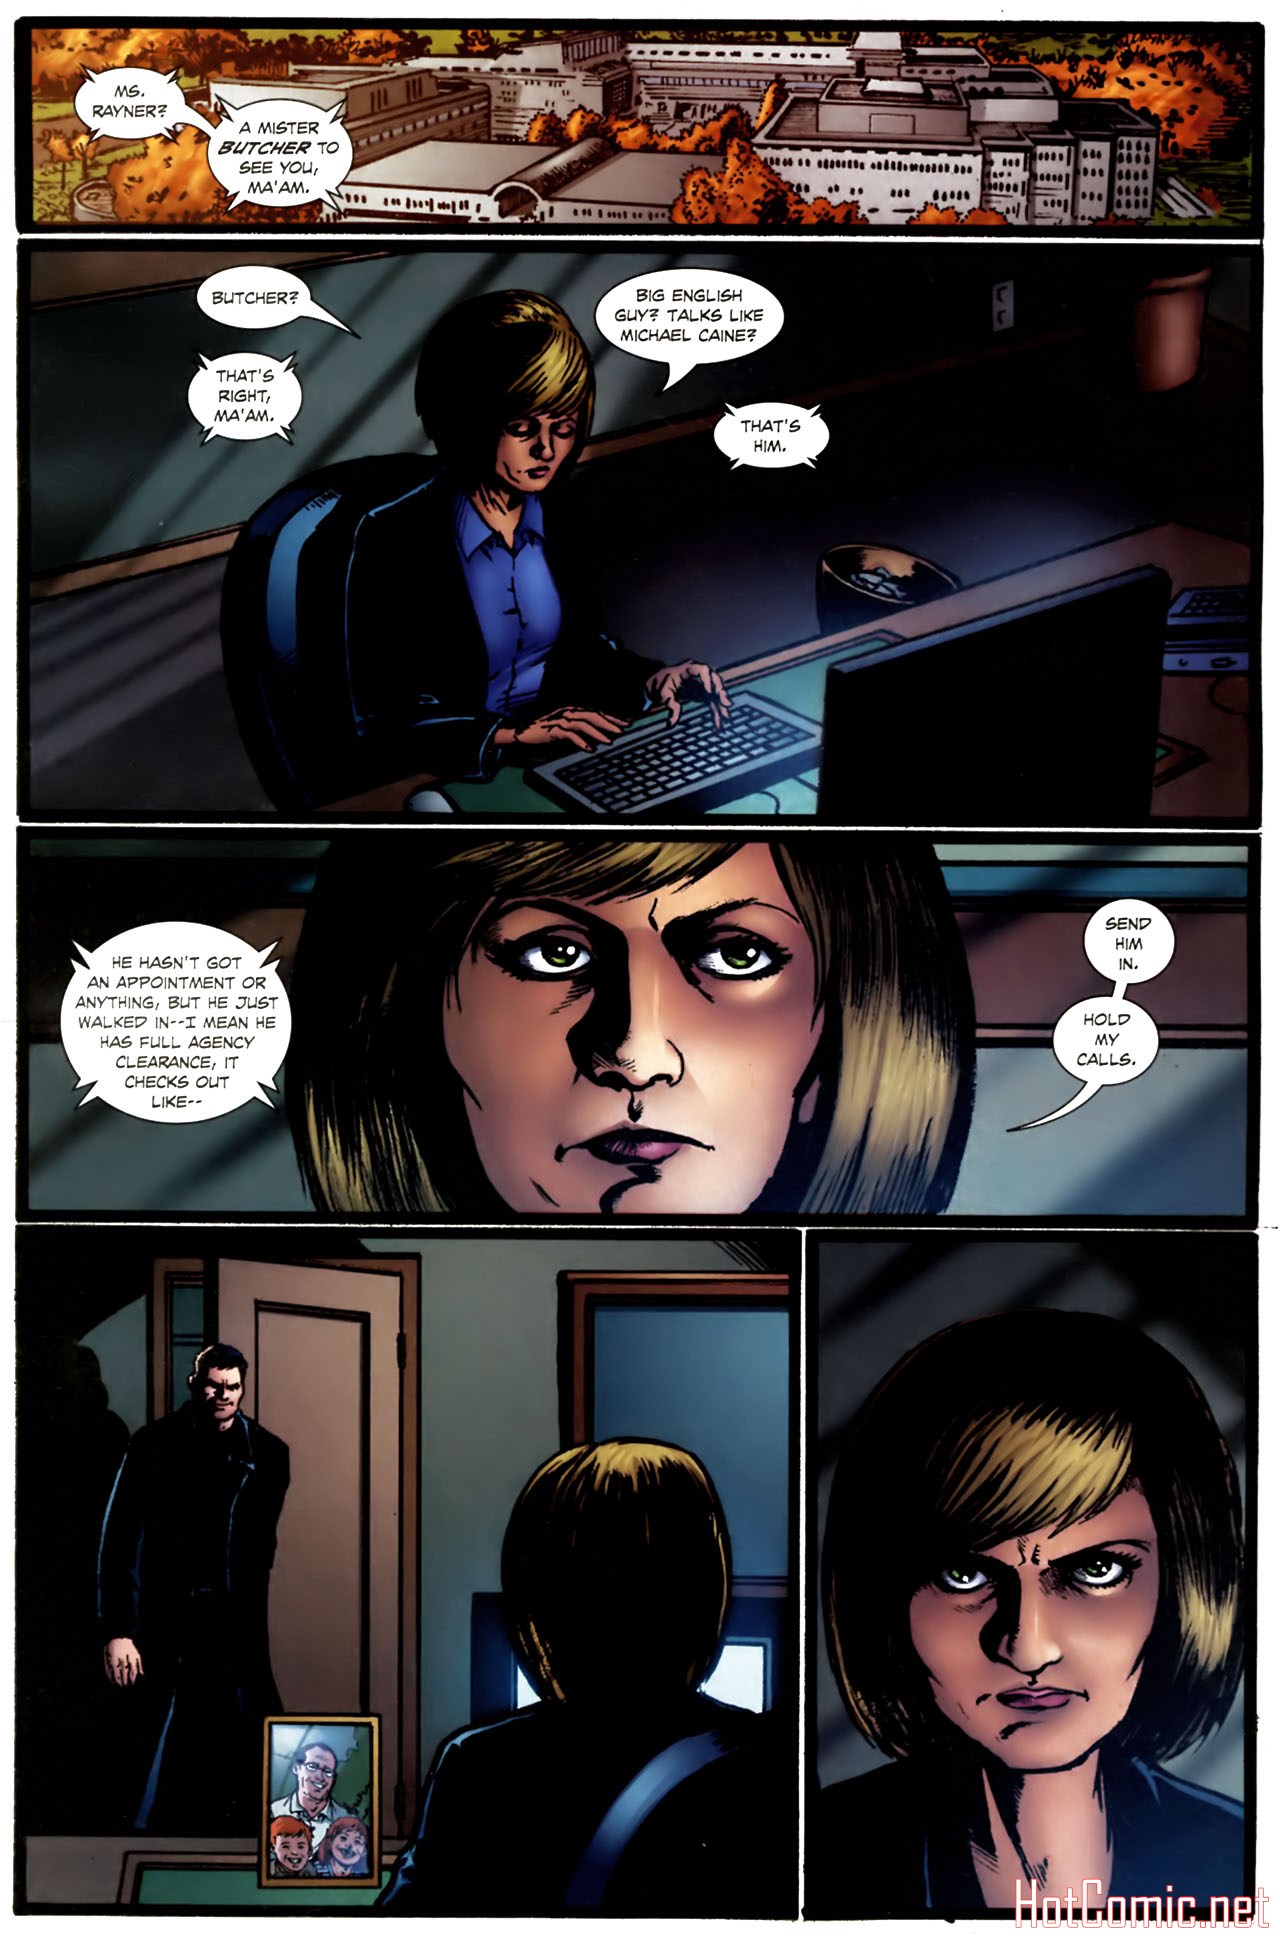 MS.
RAYNER?
A MISTER
BUTCHER TO
SEE YOU,
MA'AM.
BUTCHER?
THAT'S
RIGHT,
MA'AM.
BIG ENGLISH
GUY? TALKS LIKE
MICHAEL CAINE?
THAT'S
HIM.
HE HASN'T GOT
AN APPOINTMENT OR
ANYTHING, BUT HE JUST
WALKED IN--I MEAN HE
HAS FULL AGENCY
CLEARANCE, IT
CHECKS OUT
LIKE--
SEND
HIM
IN.
HOLD
MY
CALLS.
HotComic.net